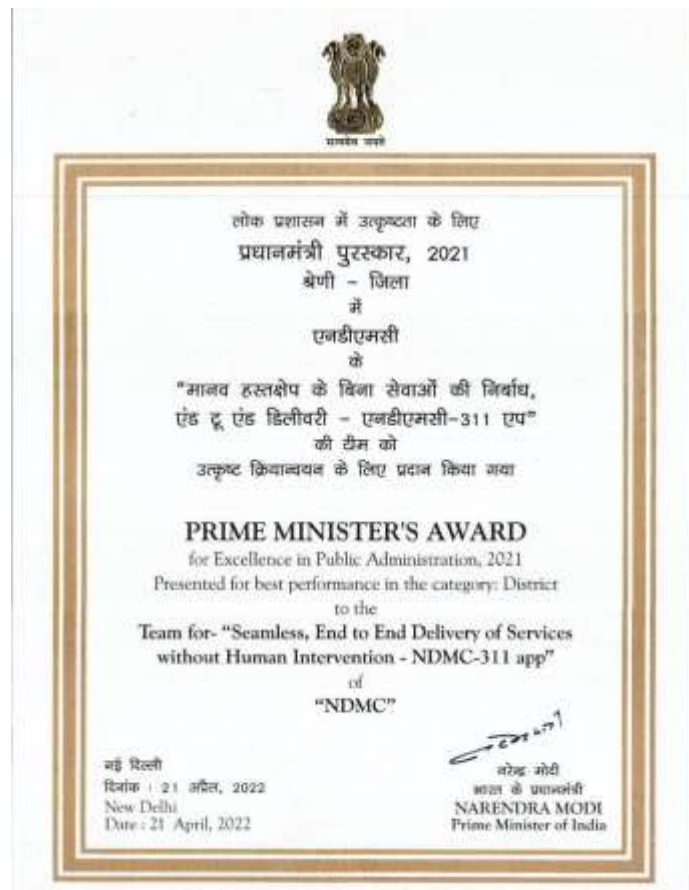 सत्यमेव जयते
लोक प्रशासन में उत्कृष्टता के लिए
प्रधानमंत्री पुरस्कार, 2021
श्रेणी – जिला
में
एनडीएमसी
के
"मानव हस्तक्षेप के बिना सेवाओं की निर्बाध,
एंड टू एंड डिलीवरी – एनडीएमसी-311 एप"
की टीम को
उत्कृष्ट क्रियान्वयन के लिए प्रदान किया गया
PRIME MINISTER'S AWARD
for Excellence in Public Administration, 2021
Presented for best performance in the category: District
to the
Team for- "Seamless, End to End Delivery of Services
without Human Intervention - NDMC-311 app"
of
"NDMC"
नई दिल्ली
दिनांक : 21 अप्रैल, 2022
New Delhi
Date : 21 April, 2022
नरेन्द्र मोदी
भारत के प्रधानमंत्री
NARENDRA MODI
Prime Minister of India